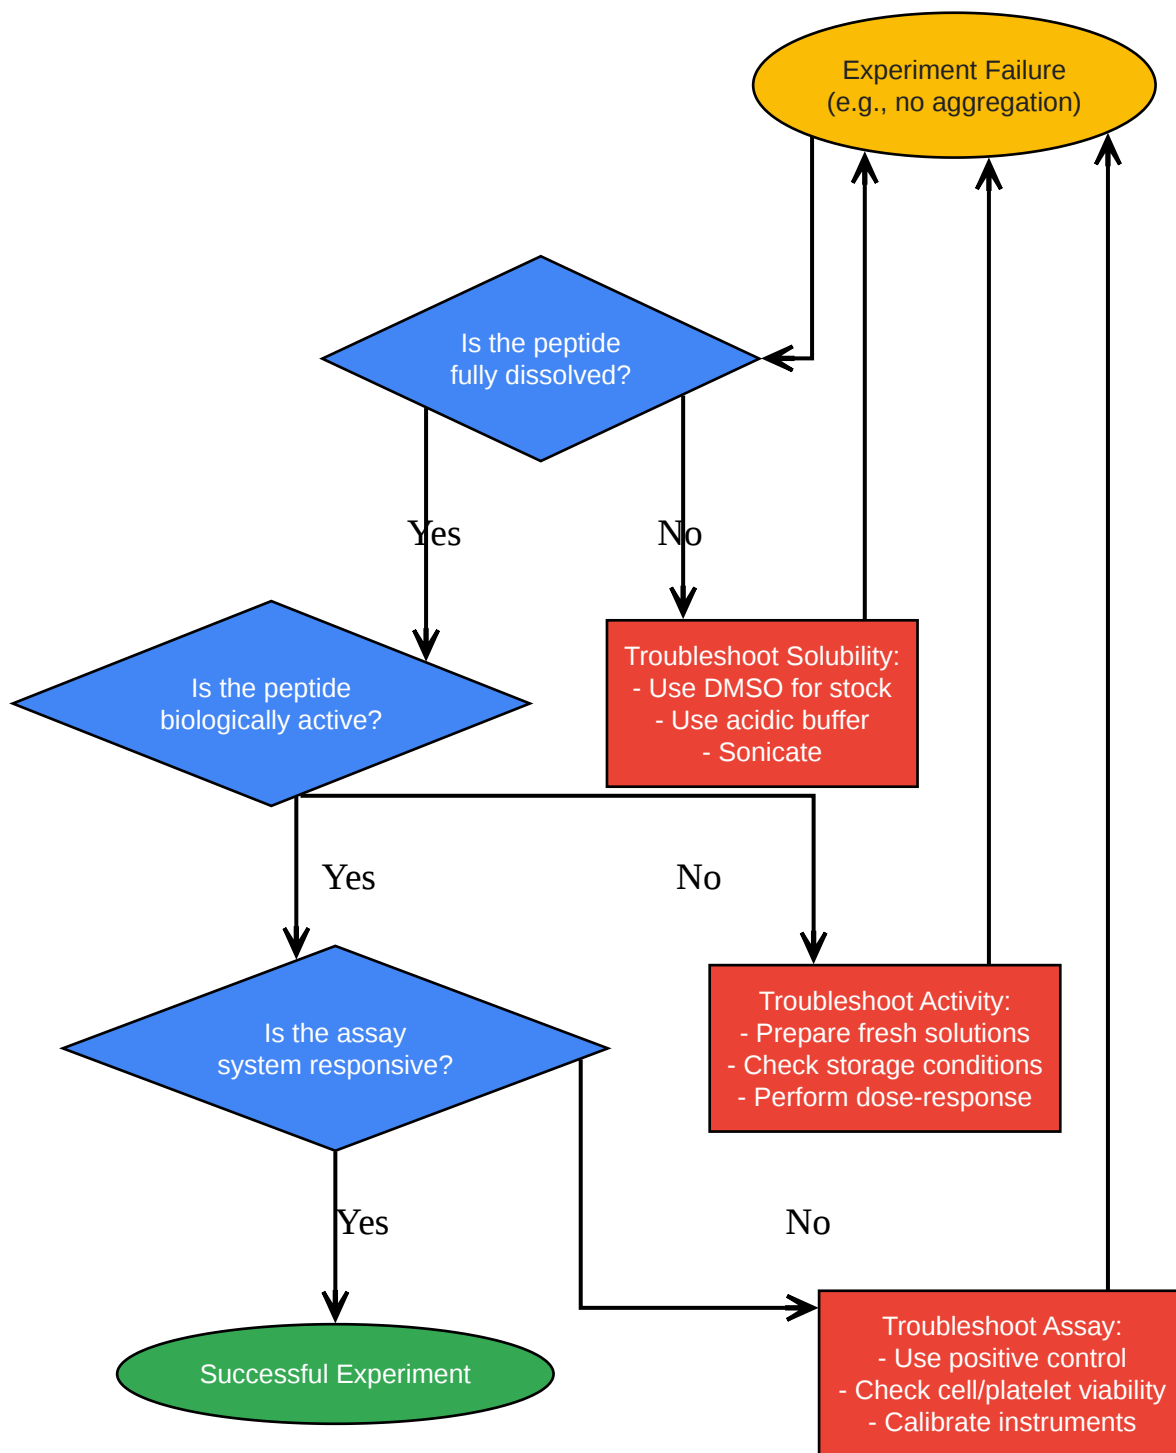 Experiment Failure
(e.g., no aggregation)
Is the peptide
fully dissolved?
Yes
No
Is the peptide
biologically active?
Troubleshoot Solubility:
- Use DMSO for stock
- Use acidic buffer
- Sonicate
Yes
No
Is the assay
system responsive?
Troubleshoot Activity:
- Prepare fresh solutions
- Check storage conditions
- Perform dose-response
Yes
No
Successful Experiment
Troubleshoot Assay:
- Use positive control
- Check cell/platelet viability
- Calibrate instruments